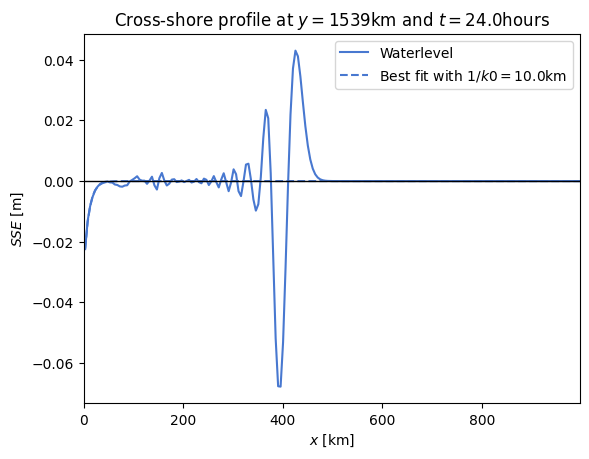 Cross-shore profile at y = 1539km and t = 24.0hours
Waterlevel
Best fit with 1/k0 = 10.0km
0.04
0.02
0.00
−0.02
−0.04
−0.06
SSE [m]
0 200 400 600 800
x [km]